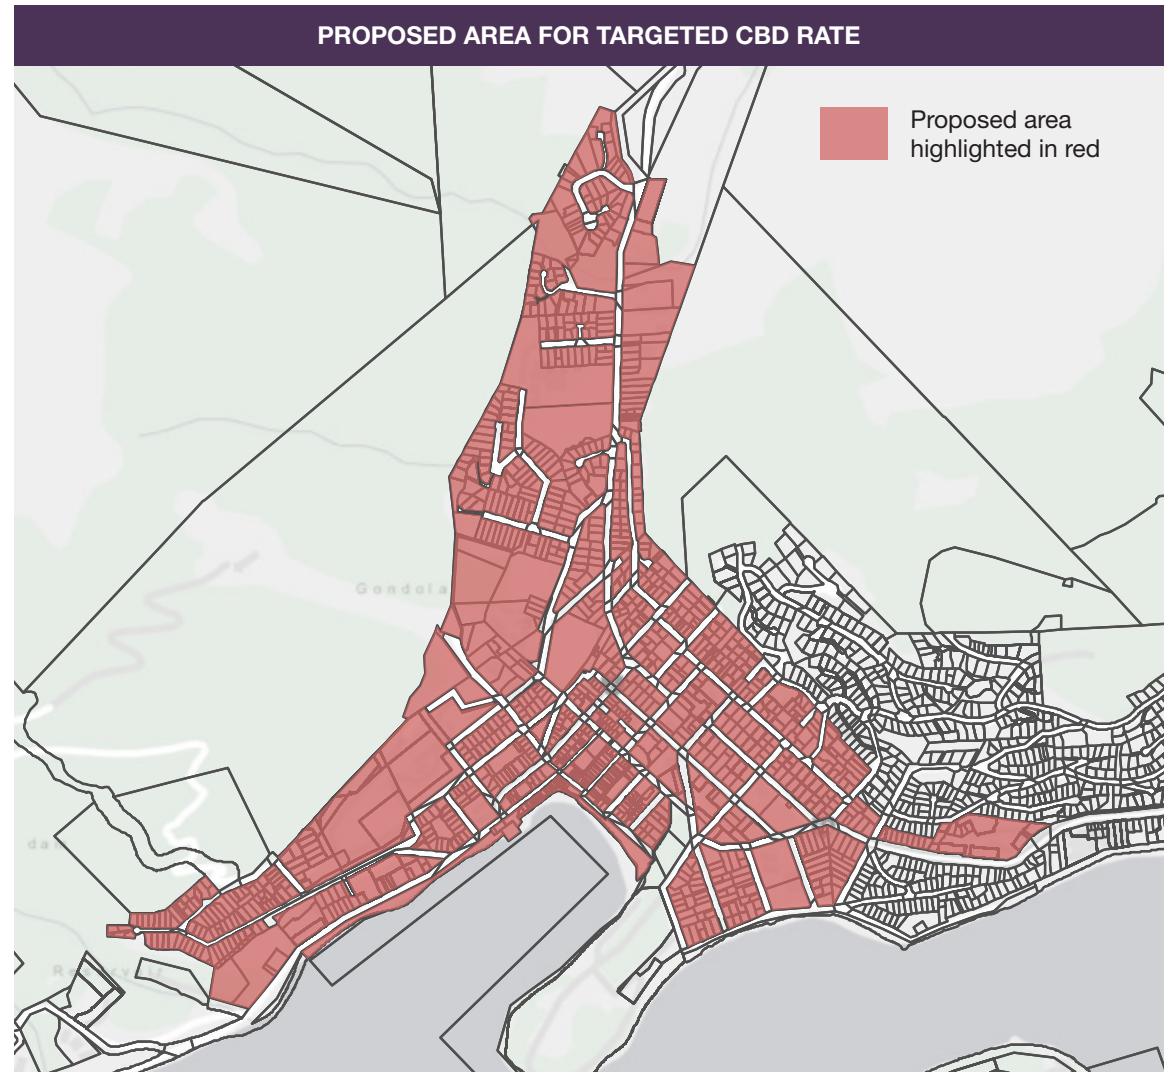 PROPOSED AREA FOR TARGETED CBD RATE
Proposed area
highlighted in red
Gondola